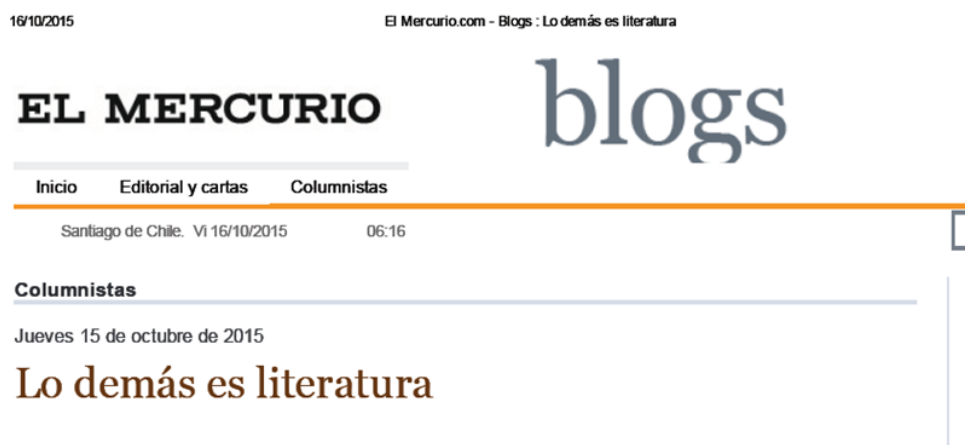 16/10/2015 El Mercurio.com - Blogs : Lo demás es literatura
EL MERCURIO blogs
Inicio Editorial y cartas Columnistas
Santiago de Chile. Vi 16/10/2015 06:16
Columnistas
Jueves 15 de octubre de 2015
Lo demás es literatura